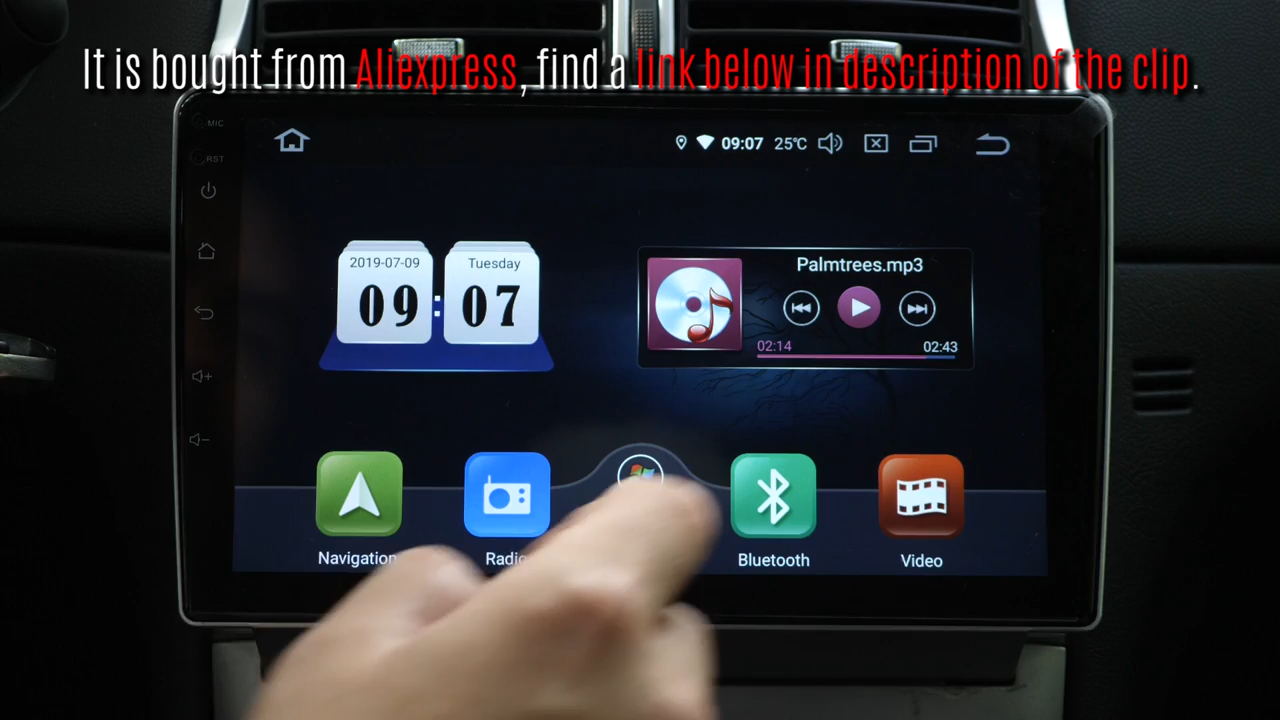 It is bought from Aliexpress, find a link below in description of the clip.
MIC
RST
09:07 25℃
2019-07-09 Tuesday
09:07
Palmtrees.mp3
02:14 02:43
Navigation Radio Bluetooth Video